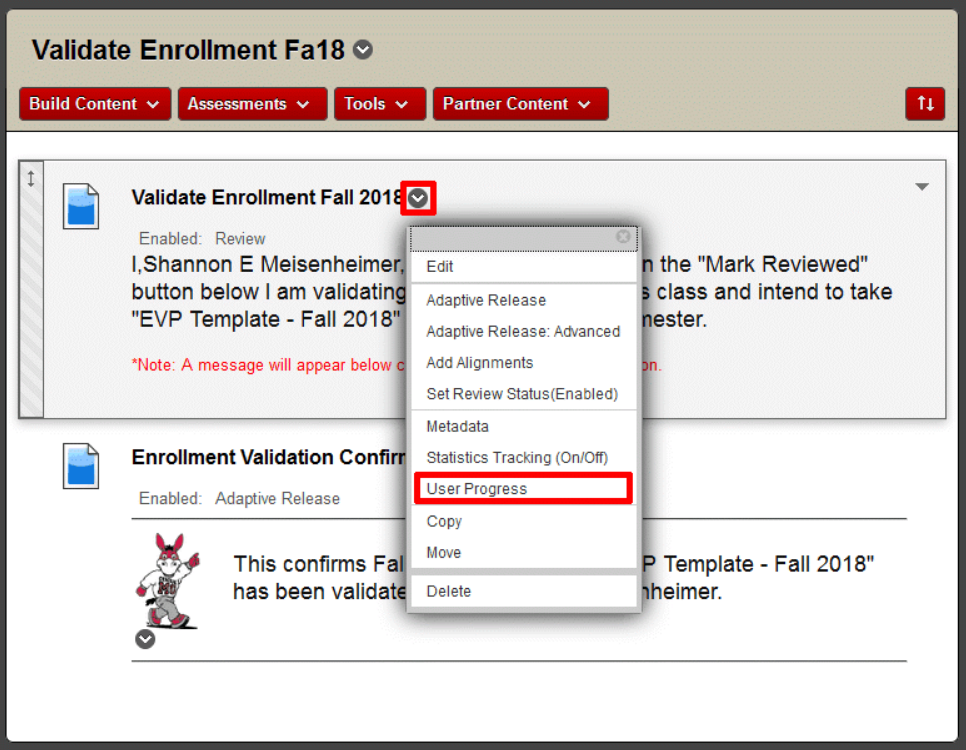 Validate Enrollment Fa18
Build Content Assessments Tools Partner Content
Validate Enrollment Fall 2018
Enabled: Review
I,Shannon E Meisenheimer, n the "Mark Reviewed"
button below I am validating s class and intend to take
"EVP Template - Fall 2018" mester.
*Note: A message will appear below c on.
Edit
Adaptive Release
Adaptive Release: Advanced
Add Alignments
Set Review Status(Enabled)
Metadata
Statistics Tracking (On/Off)
User Progress
Copy
Move
Delete
Enrollment Validation Confirm
Enabled: Adaptive Release
This confirms Fal P Template - Fall 2018"
has been validate nheimer.